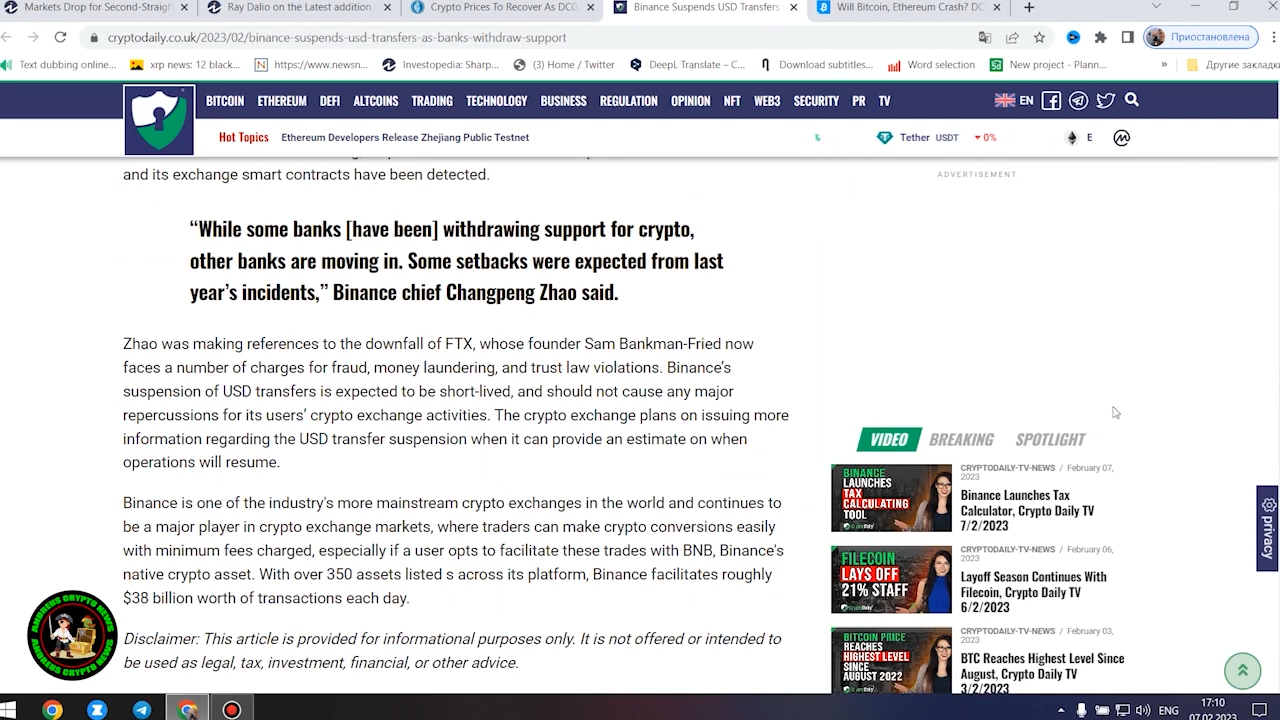 Markets Drop for Second-Straigh
Ray Dalio on the Latest addition
Crypto Prices To Recover As DCG
Binance Suspends USD Transfers
Will Bitcoin, Ethereum Crash? DC
cryptodaily.co.uk/2023/02/binance-suspends-usd-transfers-as-banks-withdraw-support
Приостановлена
Text dubbing online...
xrp news: 12 black...
https://www.newsn...
Investopedia: Sharp...
(3) Home / Twitter
DeepL Translate – C...
Download subtitles...
Word selection
New project - Plann...
»
Другие закладки
BITCOIN
ETHEREUM
DEFI
ALTCOINS
TRADING
TECHNOLOGY
BUSINESS
REGULATION
OPINION
NFT
WEB3
SECURITY
PR
TV
EN
Hot Topics
Ethereum Developers Release Zhejiang Public Testnet
Tether USDT
0%
E
and its exchange smart contracts have been detected.
ADVERTISEMENT
“While some banks [have been] withdrawing support for crypto,
other banks are moving in. Some setbacks were expected from last
year’s incidents,” Binance chief Changpeng Zhao said.
Zhao was making references to the downfall of FTX, whose founder Sam Bankman-Fried now
faces a number of charges for fraud, money laundering, and trust law violations. Binance’s
suspension of USD transfers is expected to be short-lived, and should not cause any major
repercussions for its users’ crypto exchange activities. The crypto exchange plans on issuing more
information regarding the USD transfer suspension when it can provide an estimate on when
operations will resume.
Binance is one of the industry's more mainstream crypto exchanges in the world and continues to
be a major player in crypto exchange markets, where traders can make crypto conversions easily
with minimum fees charged, especially if a user opts to facilitate these trades with BNB, Binance's
native crypto asset. With over 350 assets listed s across its platform, Binance facilitates roughly
$38 billion worth of transactions each day.
Disclaimer: This article is provided for informational purposes only. It is not offered or intended to
be used as legal, tax, investment, financial, or other advice.
VIDEO
BREAKING
SPOTLIGHT
BINANCE
LAUNCHES
TAX
CALCULATING
TOOL
CRYPTODAILY-TV-NEWS / February 07,
2023
Binance Launches Tax
Calculator, Crypto Daily TV
7/2/2023
FILECOIN
LAYS OFF
21% STAFF
CRYPTODAILY-TV-NEWS / February 06,
2023
Layoff Season Continues With
Filecoin, Crypto Daily TV
6/2/2023
BITCOIN PRICE
REACHES
HIGHEST LEVEL
SINCE
AUGUST 2022
CRYPTODAILY-TV-NEWS / February 03,
2023
BTC Reaches Highest Level Since
August, Crypto Daily TV
3/2/2023
privacy
ANDREUS CRYPTO NEWS
ANDREUS CRYPTO NEWS
ENG
17:10
07.02.2023